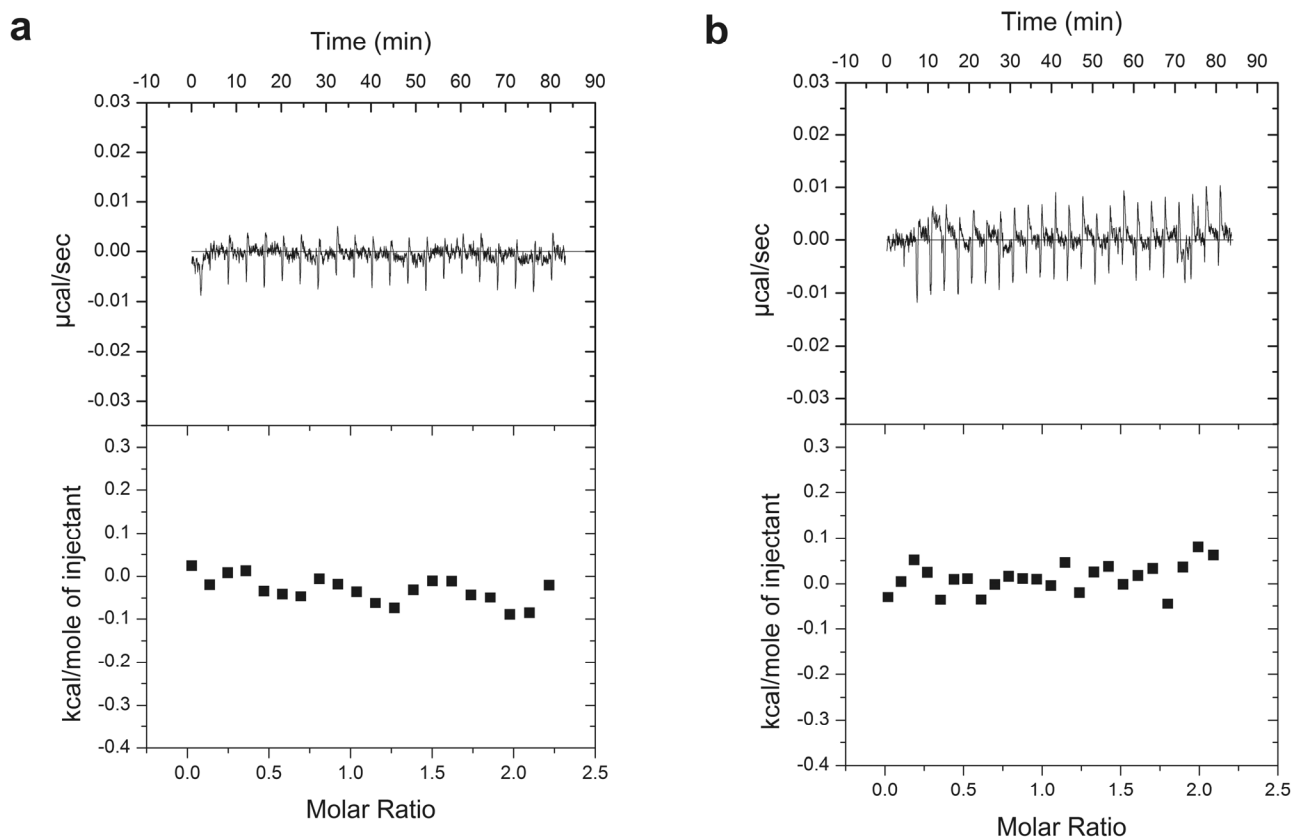 a
Time (min)
-10 0 10 20 30 40 50 60 70 80 90
0.03
0.02
0.01
0.00
-0.01
-0.02
-0.03
µcal/sec
0.3
0.2
0.1
0.0
-0.1
-0.2
-0.3
-0.4
kcal/mole of injectant
0.0 0.5 1.0 1.5 2.0 2.5
Molar Ratio
b
Time (min)
-10 0 10 20 30 40 50 60 70 80 90
0.03
0.02
0.01
0.00
-0.01
-0.02
-0.03
µcal/sec
0.3
0.2
0.1
0.0
-0.1
-0.2
-0.3
-0.4
kcal/mole of injectant
0.0 0.5 1.0 1.5 2.0 2.5
Molar Ratio